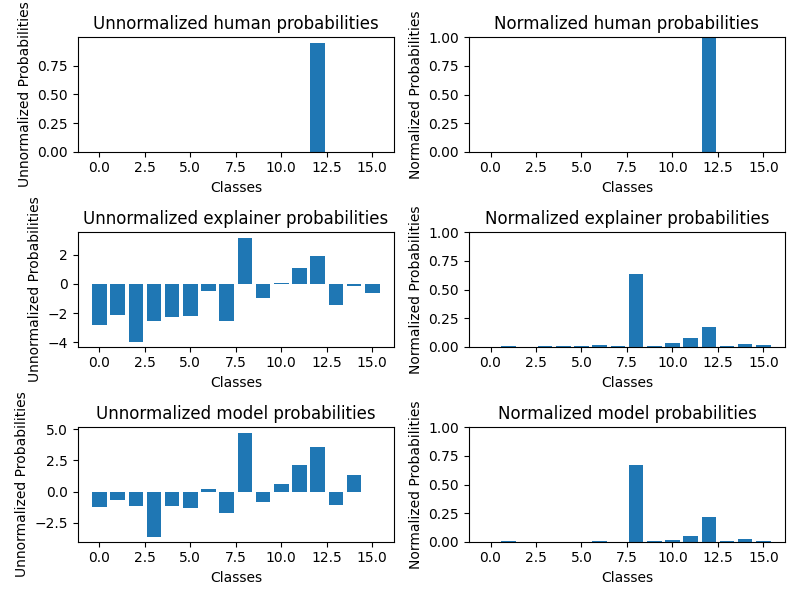 Unnormalized human probabilities
Unnormalized Probabilities
0.75
0.50
0.25
0.00
0.0 2.5 5.0 7.5 10.0 12.5 15.0
Classes
Normalized human probabilities
Normalized Probabilities
1.00
0.75
0.50
0.25
0.00
0.0 2.5 5.0 7.5 10.0 12.5 15.0
Classes
Unnormalized explainer probabilities
Unnormalized Probabilities
2
0
−2
−4
0.0 2.5 5.0 7.5 10.0 12.5 15.0
Classes
Normalized explainer probabilities
Normalized Probabilities
1.00
0.75
0.50
0.25
0.00
0.0 2.5 5.0 7.5 10.0 12.5 15.0
Classes
Unnormalized model probabilities
Unnormalized Probabilities
5.0
2.5
0.0
−2.5
0.0 2.5 5.0 7.5 10.0 12.5 15.0
Classes
Normalized model probabilities
Normalized Probabilities
1.00
0.75
0.50
0.25
0.00
0.0 2.5 5.0 7.5 10.0 12.5 15.0
Classes